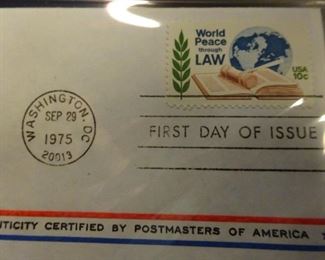 World
Peace
through
LAW
USA
10c
WASHINGTON, DC
SEP 29
1975
20013
FIRST DAY OF ISSUE
TICITY CERTIFIED BY POSTMASTERS OF AMERICA